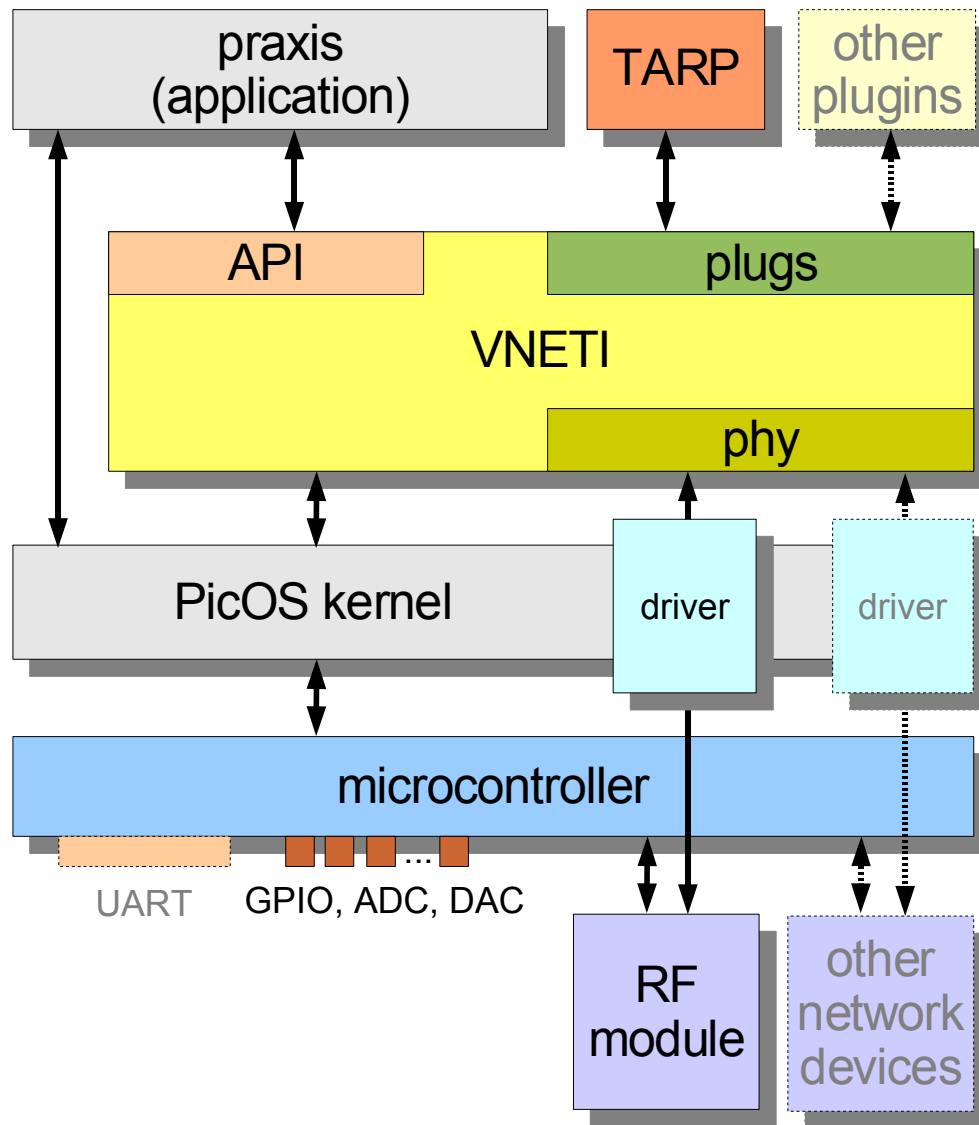 praxis
(application)
TARP
other
plugins
API
plugs
VNETI
phy
PicOS kernel
driver
driver
microcontroller
UART
GPIO, ADC, DAC
...
RF
module
other
network
devices